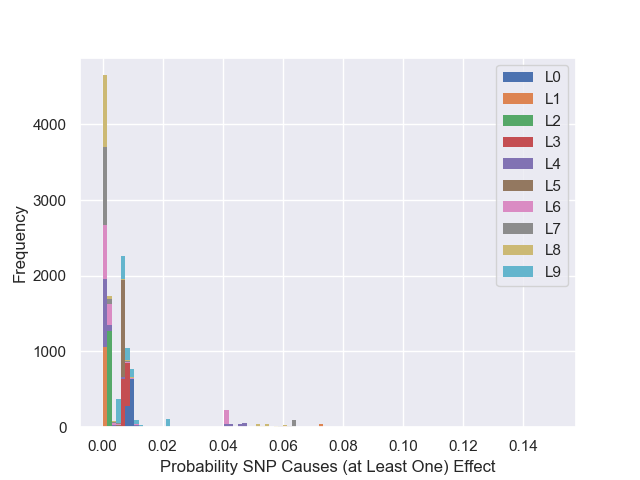 4000
3000
2000
1000
0
Frequency
0.00 0.02 0.04 0.06 0.08 0.10 0.12 0.14
Probability SNP Causes (at Least One) Effect
L0
L1
L2
L3
L4
L5
L6
L7
L8
L9